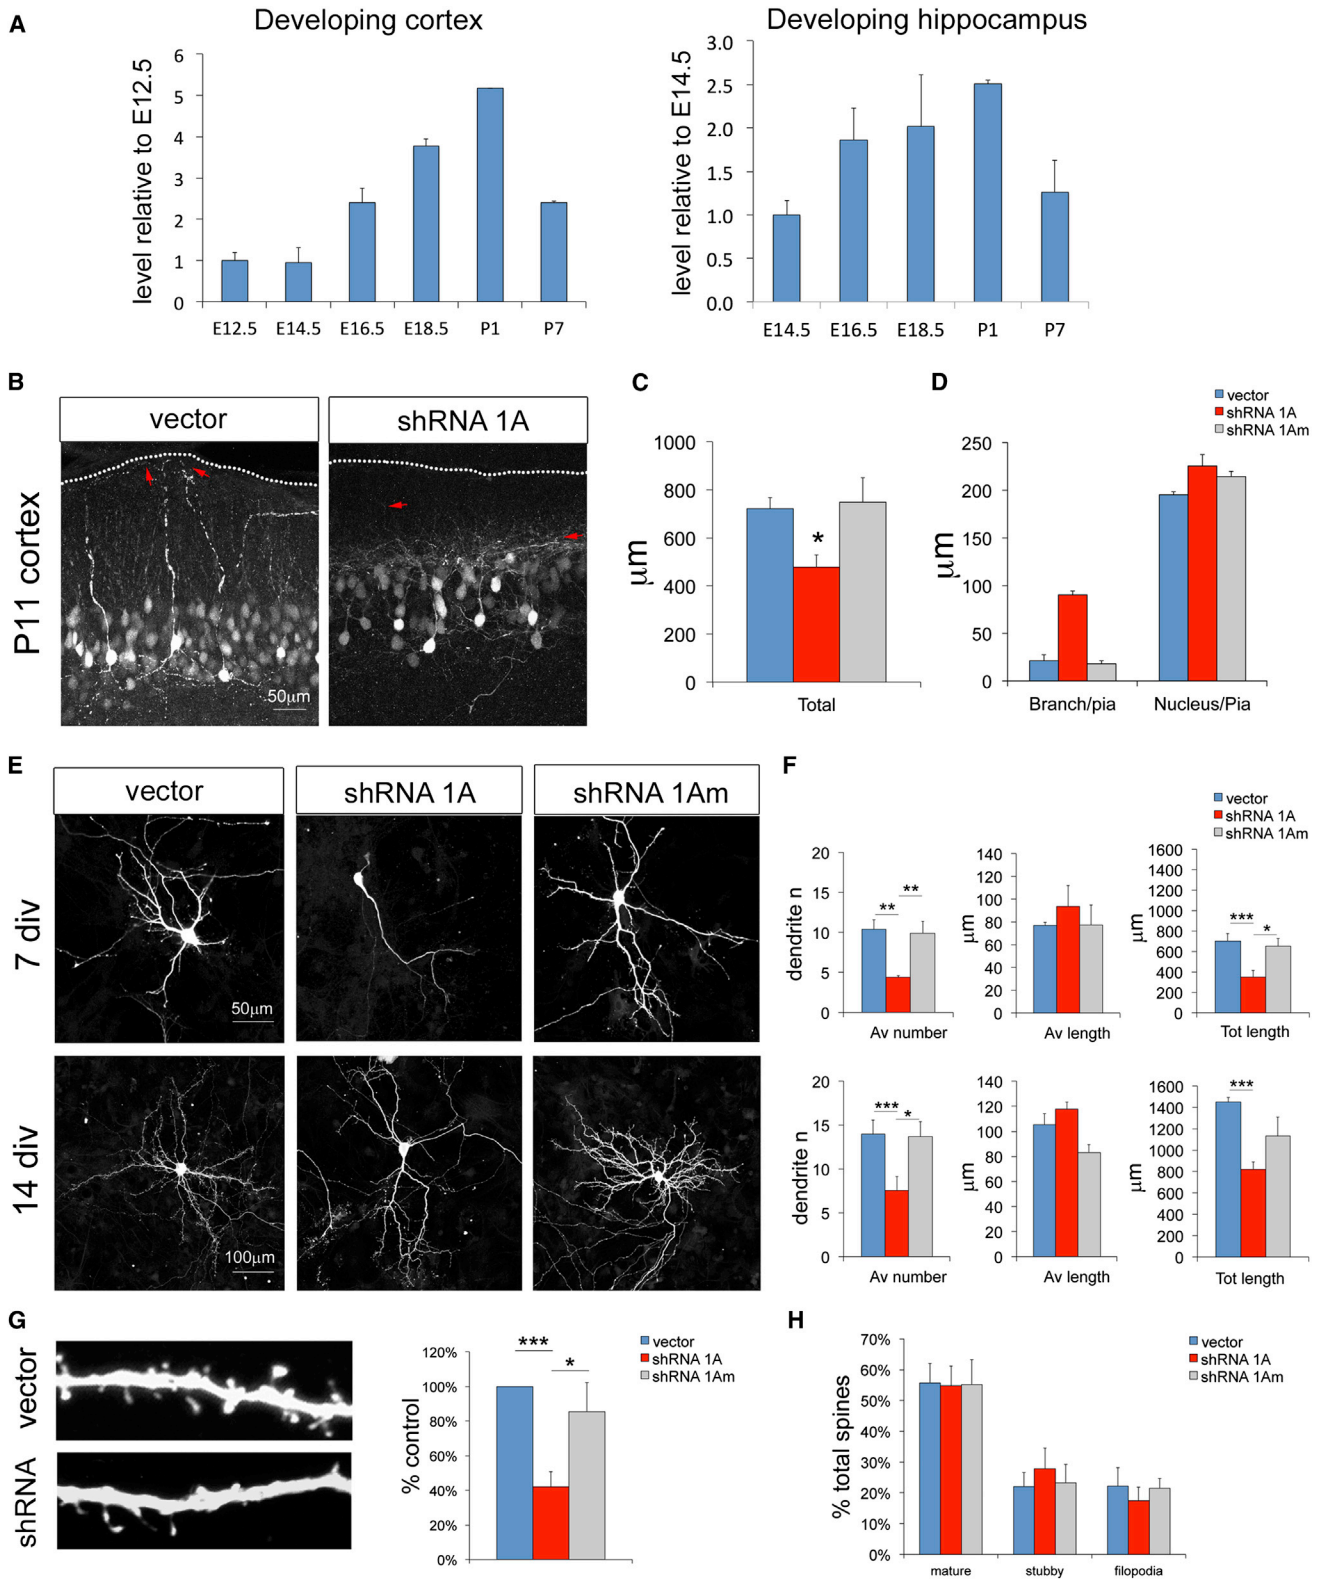 A
Developing cortex
level relative to E12.5
6
5
4
3
2
1
0
E12.5 E14.5 E16.5 E18.5 P1 P7
Developing hippocampus
level relative to E14.5
3.0
2.5
2.0
1.5
1.0
0.5
0.0
E14.5 E16.5 E18.5 P1 P7
B
vector
shRNA 1A
P11 cortex
50μm
C
1000
800
600
400
200
0
μm
*
Total
D
vector
shRNA 1A
shRNA 1Am
250
200
150
100
50
0
μm
Branch/pia Nucleus/Pia
E
vector
shRNA 1A
shRNA 1Am
7 div
50μm
14 div
100μm
F
vector
shRNA 1A
shRNA 1Am
20
15
10
5
0
dendrite n
** **
Av number
140
120
100
80
60
40
20
0
μm
Av length
1600
1400
1200
1000
800
600
400
200
0
μm
*** *
Tot length
20
15
10
5
0
dendrite n
*** *
Av number
140
120
100
80
60
40
20
0
μm
Av length
1600
1400
1200
1000
800
600
400
200
0
μm
***
Tot length
G
vector
shRNA
120%
100%
80%
60%
40%
20%
0%
% control
*** *
vector
shRNA 1A
shRNA 1Am
H
70%
60%
50%
40%
30%
20%
10%
0%
% total spines
mature stubby filopodia
vector
shRNA 1A
shRNA 1Am